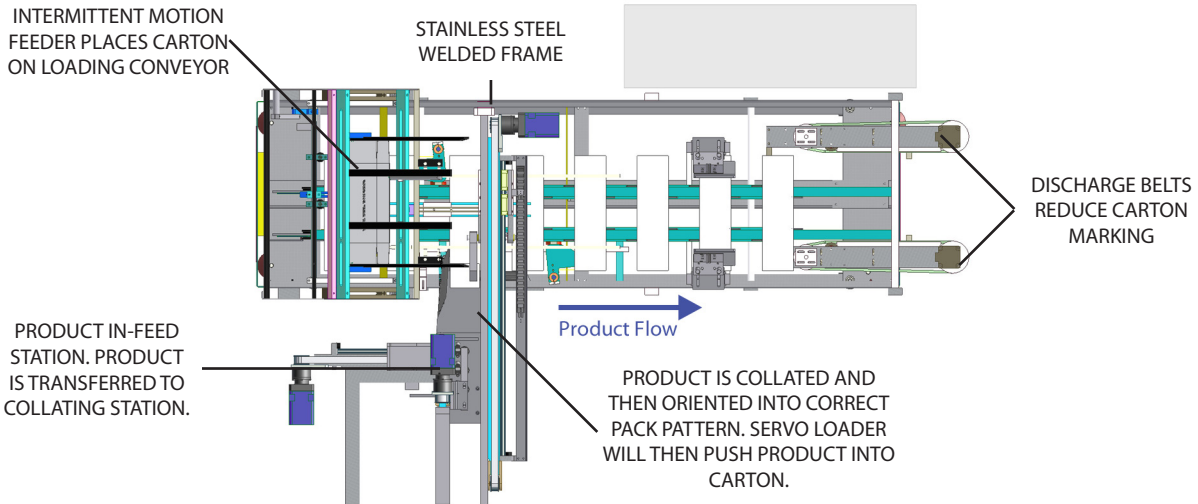 INTERMITTENT MOTION
FEEDER PLACES CARTON
ON LOADING CONVEYOR
STAINLESS STEEL
WELDED FRAME
DISCHARGE BELTS
REDUCE CARTON
MARKING
Product Flow
PRODUCT IN-FEED
STATION. PRODUCT
IS TRANSFERRED TO
COLLATING STATION.
PRODUCT IS COLLATED AND
THEN ORIENTED INTO CORRECT
PACK PATTERN. SERVO LOADER
WILL THEN PUSH PRODUCT INTO
CARTON.